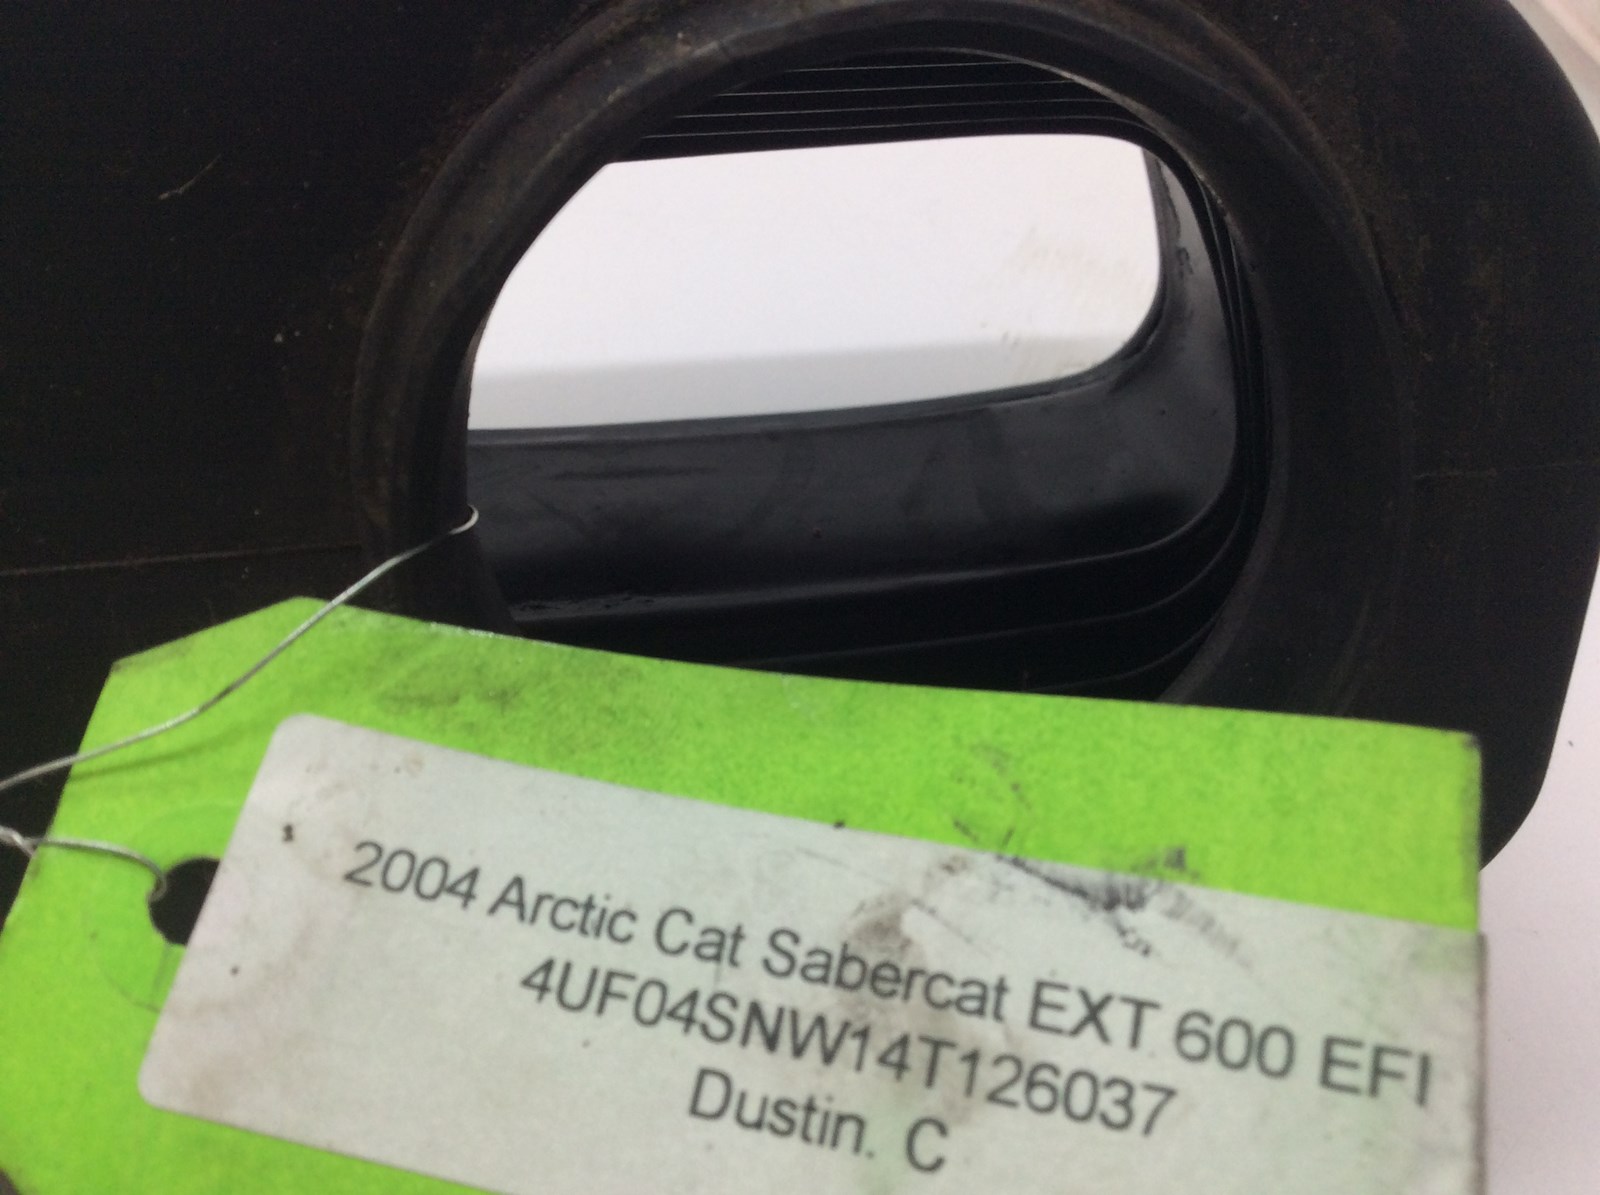 2004 Arctic Cat Sabercat EXT 600 EFI
4UF04SNW14T126037
Dustin. C